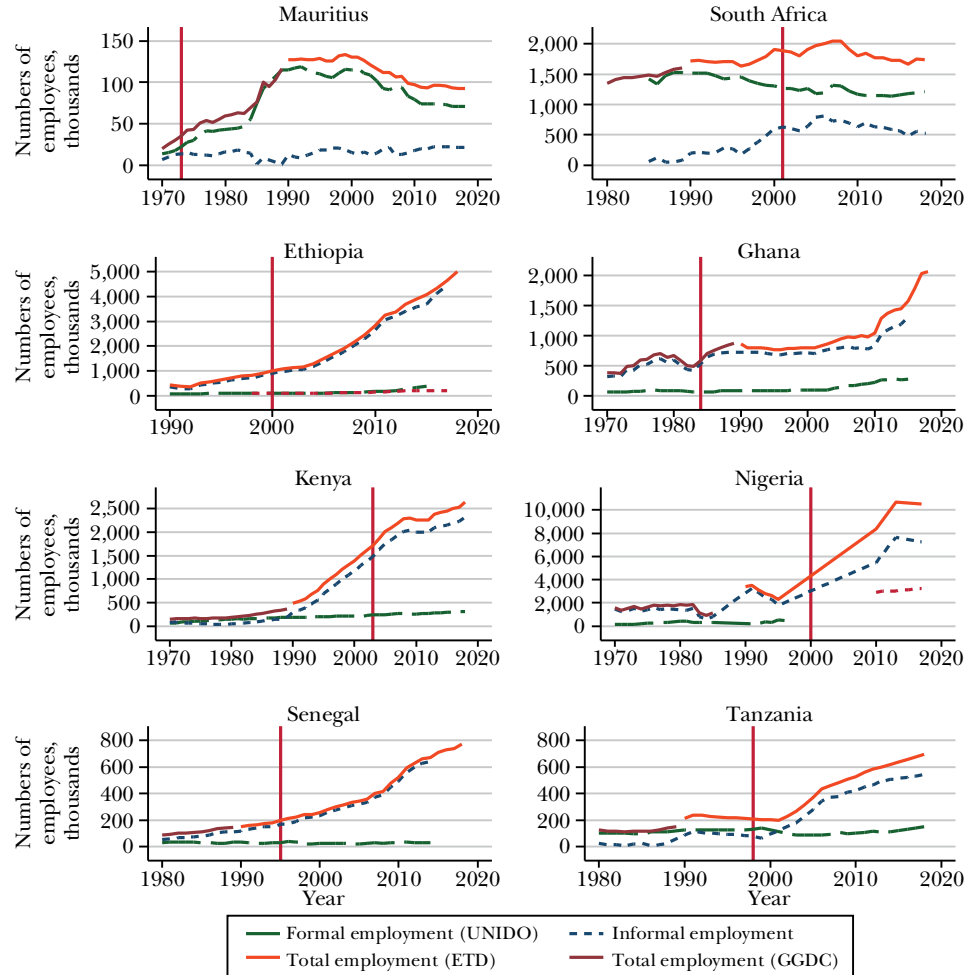 Mauritius
South Africa
Numbers of
employees,
thousands
150
100
50
0
1970 1980 1990 2000 2010 2020
2,000
1,500
1,000
500
0
1980 1990 2000 2010 2020
Ethiopia
Ghana
5,000
4,000
3,000
2,000
1,000
0
1990 2000 2010 2020
2,000
1,500
1,000
500
0
1970 1980 1990 2000 2010 2020
Kenya
Nigeria
Numbers of
employees,
thousands
2,500
2,000
1,500
1,000
500
0
1970 1980 1990 2000 2010 2020
10,000
8,000
6,000
4,000
2,000
0
1970 1980 1990 2000 2010 2020
Senegal
Tanzania
Numbers of
employees,
thousands
800
600
400
200
0
1980 1990 2000 2010 2020
Year
800
600
400
200
0
1980 1990 2000 2010 2020
Year
Formal employment (UNIDO)
Informal employment
Total employment (ETD)
Total employment (GGDC)